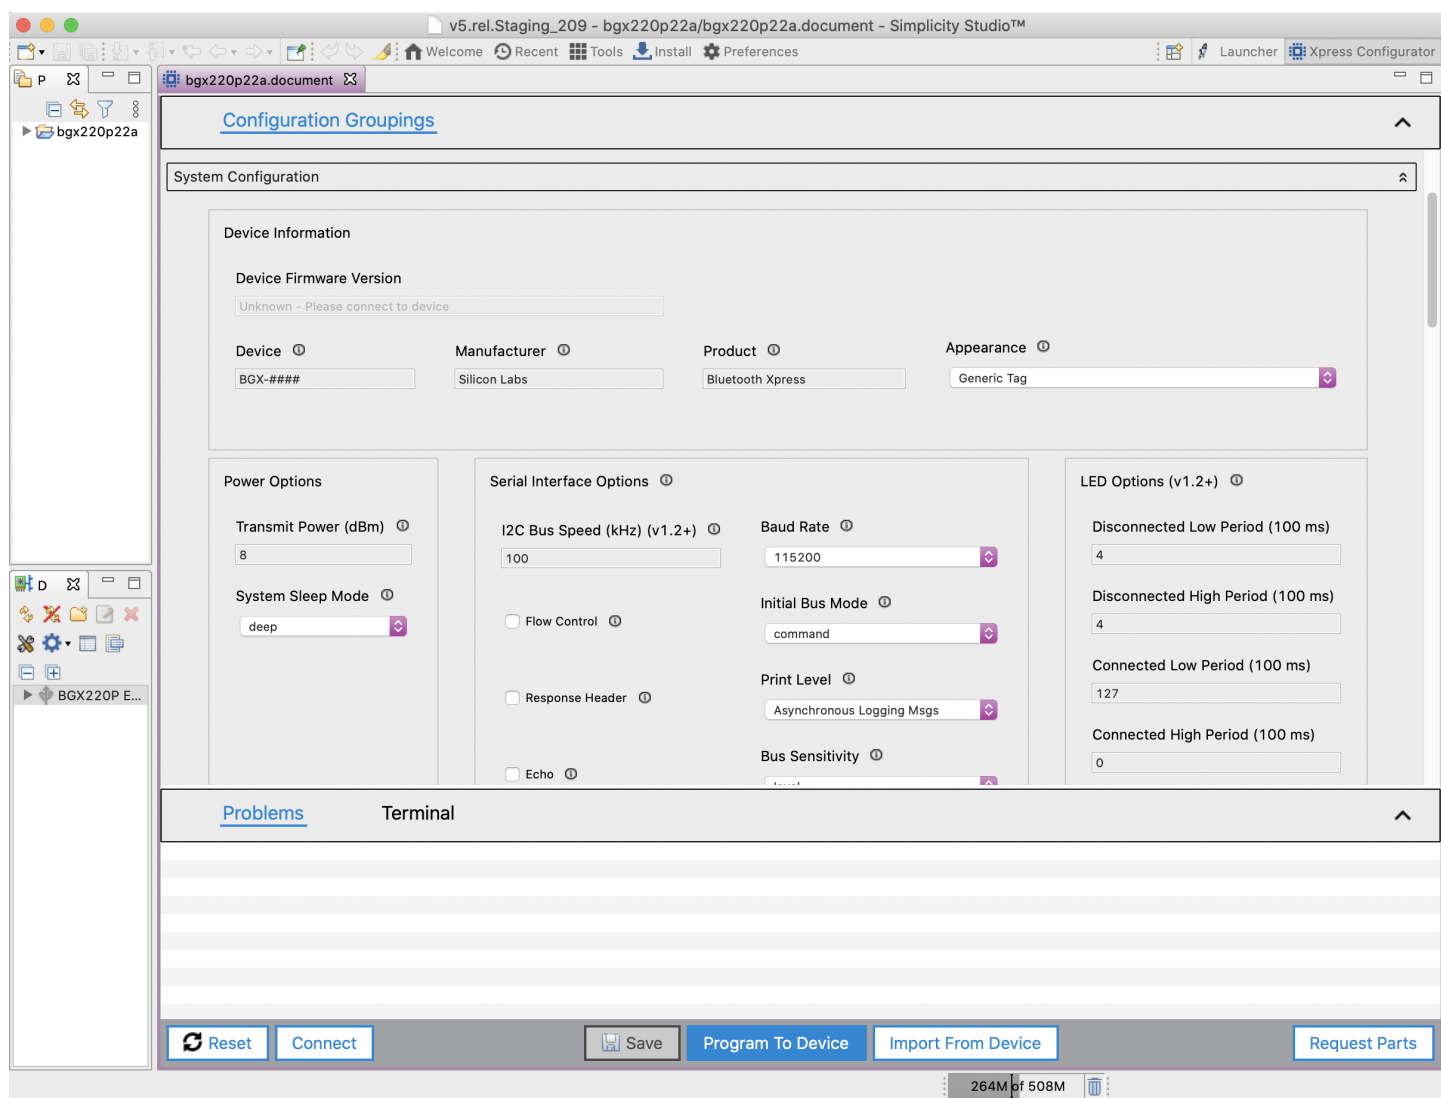 v5.rel.Staging_209 - bgx220p22a/bgx220p22a.document - Simplicity Studio™
Welcome Recent Tools Install Preferences Launcher Xpress Configurator
P bgx220p22a.document
bgx220p22a
Configuration Groupings
System Configuration
Device Information
Device Firmware Version
Unknown - Please connect to device
Device Manufacturer Product Appearance
BGX-#### Silicon Labs Bluetooth Xpress Generic Tag
Power Options
Transmit Power (dBm)
8
System Sleep Mode
deep
Serial Interface Options
I2C Bus Speed (kHz) (v1.2+)
100
Flow Control
Response Header
Echo
Baud Rate
115200
Initial Bus Mode
command
Print Level
Asynchronous Logging Msgs
Bus Sensitivity
LED Options (v1.2+)
Disconnected Low Period (100 ms)
4
Disconnected High Period (100 ms)
4
Connected Low Period (100 ms)
127
Connected High Period (100 ms)
0
D
BGX220P E...
Problems Terminal
Reset Connect Save Program To Device Import From Device Request Parts
264M of 508M